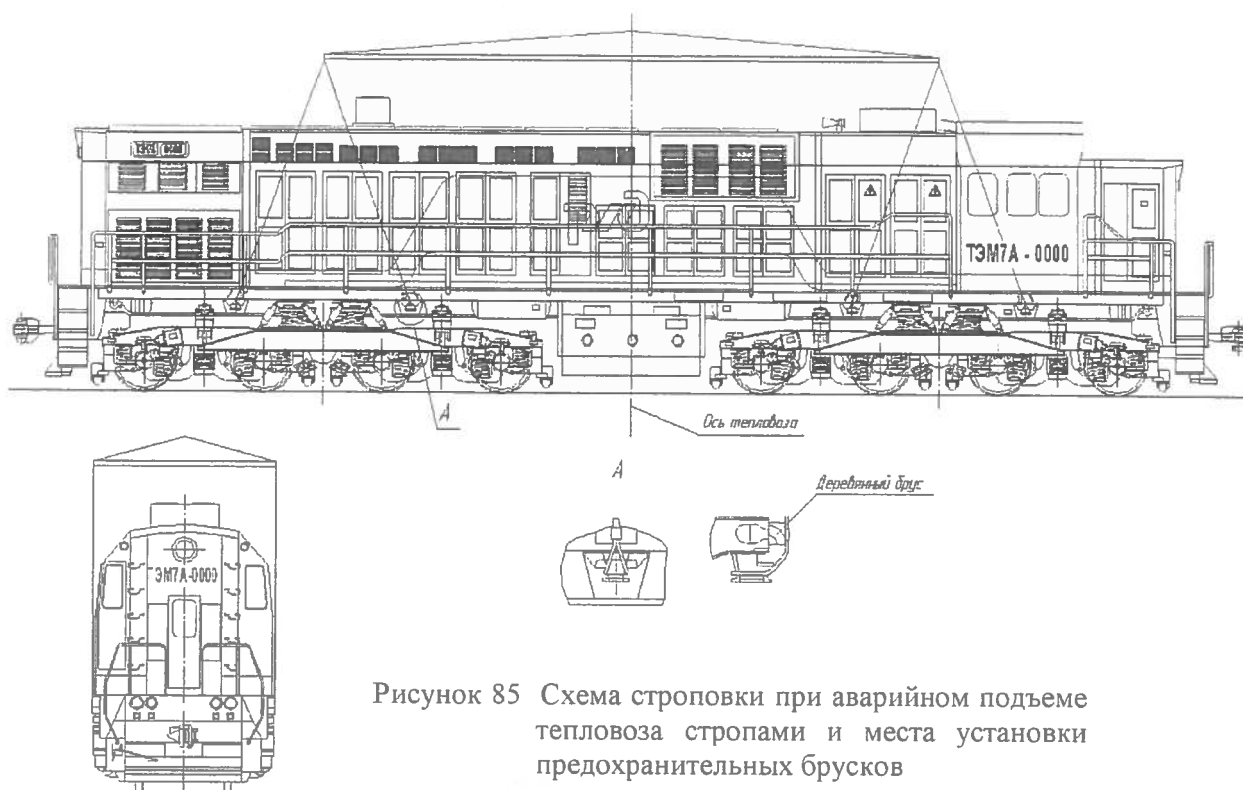 ТЭМ7А - 0000
А
Ось тепловоза
А
Деревянный брус
ЭМ7А-0000
Рисунок 85 Схема строповки при аварийном подъеме
тепловоза стропами и места установки
предохранительных брусков